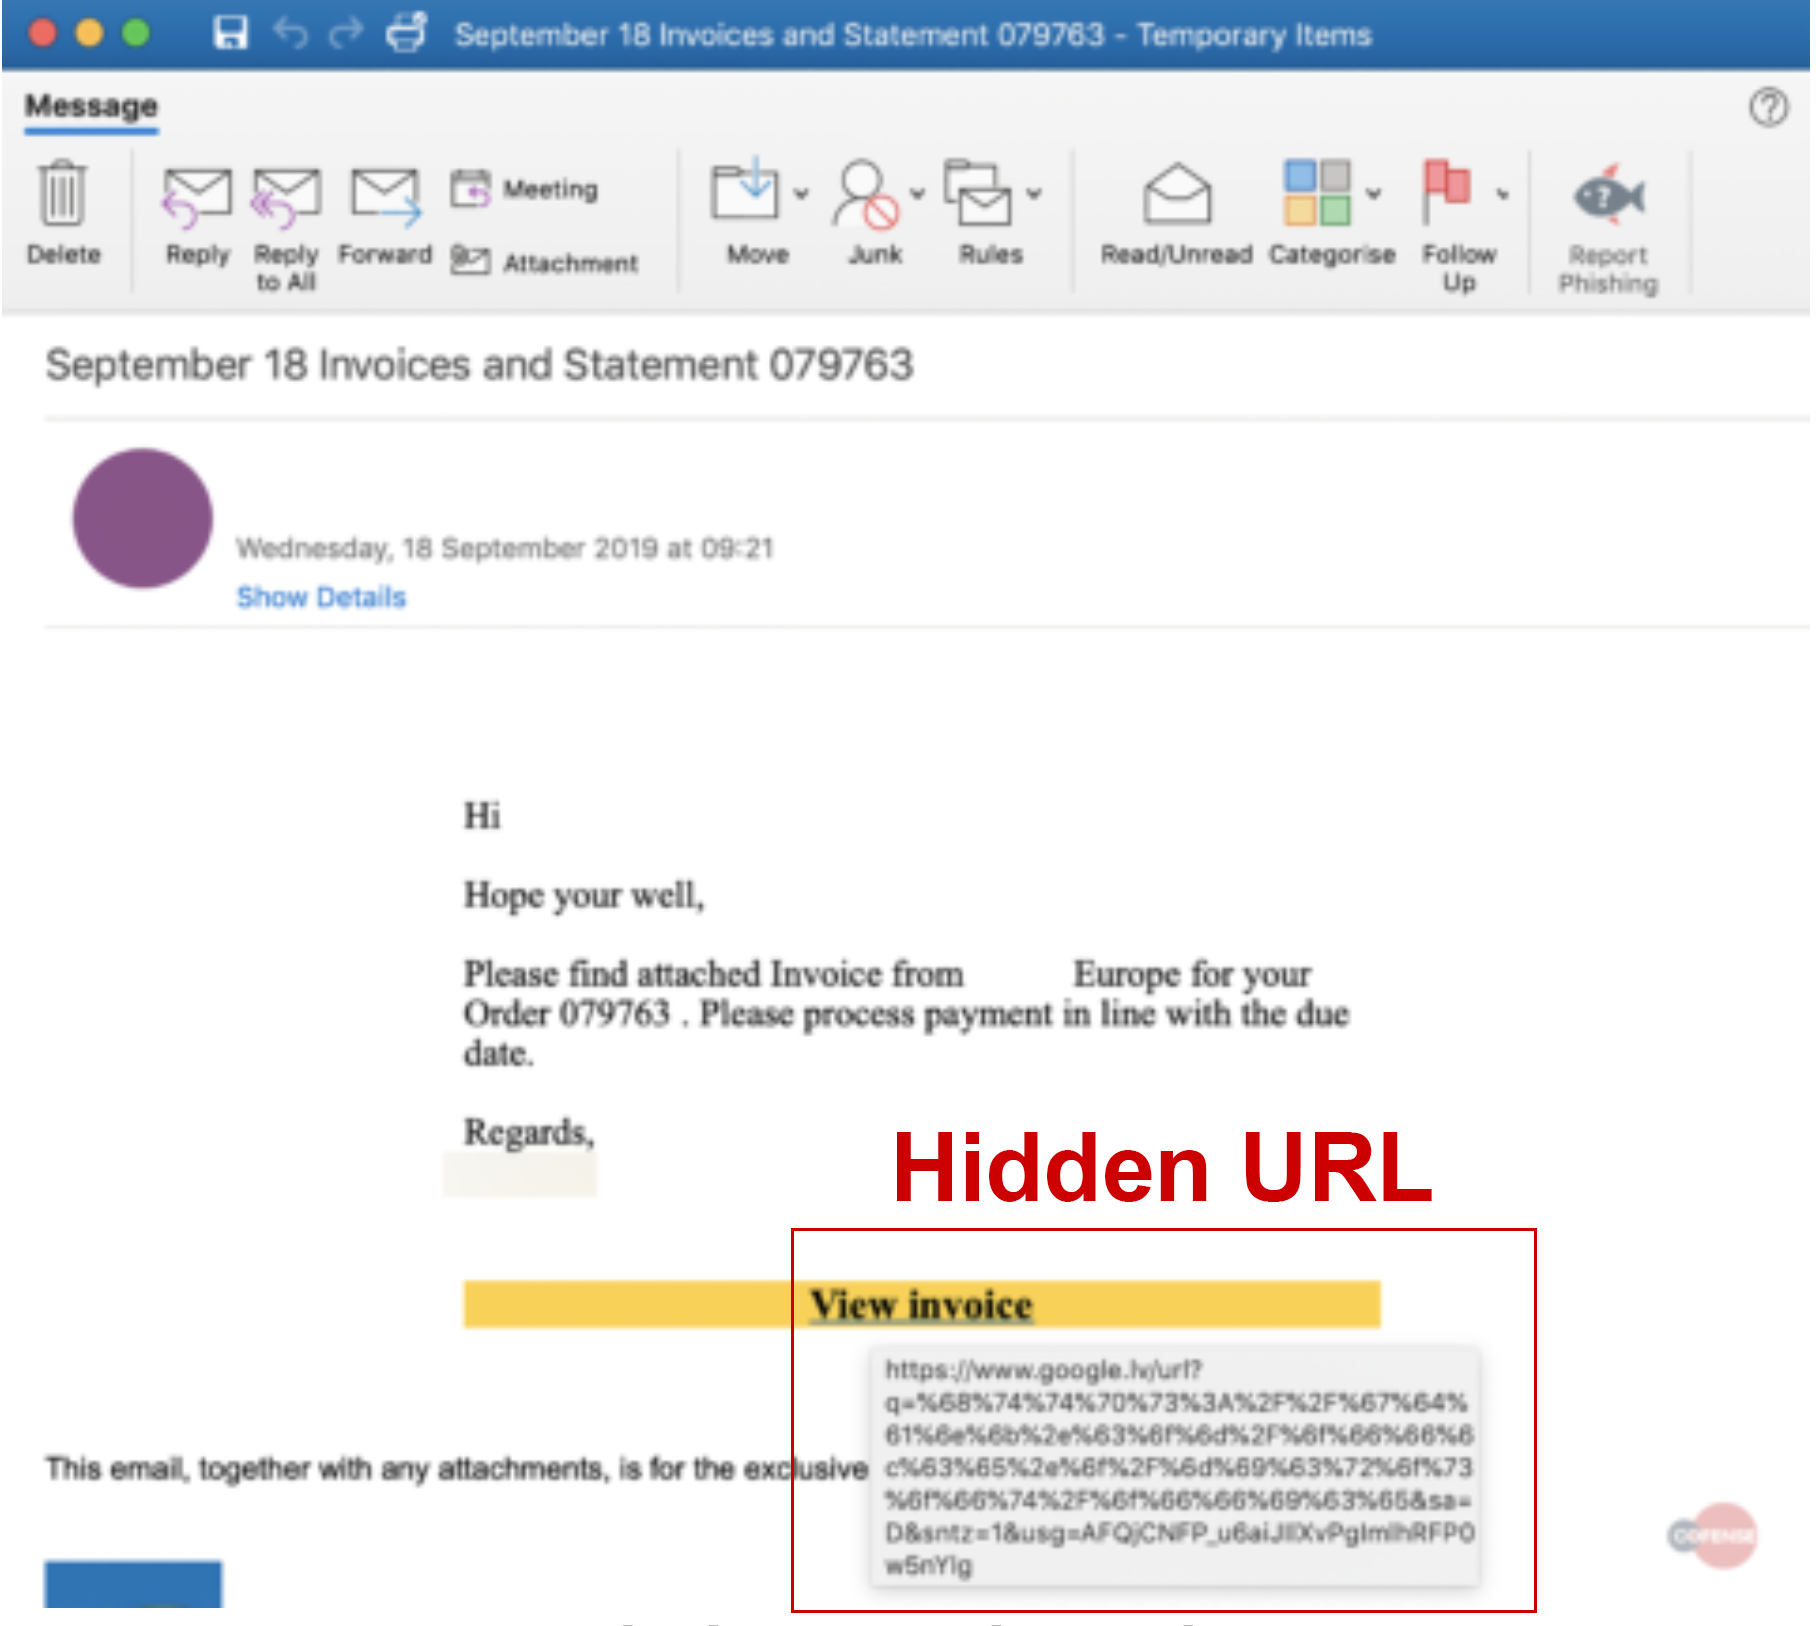 September 18 Invoices and Statement 079763 - Temporary Items
Message
Delete
Reply
Reply to All
Forward
Meeting
Attachment
Move
Junk
Rules
Read/Unread
Categorise
Follow Up
Report Phishing
September 18 Invoices and Statement 079763
Wednesday, 18 September 2019 at 09:21
Show Details
Hi
Hope your well,
Please find attached Invoice from Europe for your
Order 079763 . Please process payment in line with the due
date.
Regards,
Hidden URL
View invoice
https://www.google.lv/url?
q=%68%74%74%70%73%3A%2F%2F%67%64%
61%6e%6b%2e%63%6f%6d%2F%6f%66%66%6
c%63%65%2e%6f%2F%6d%69%63%72%6f%73
%6f%66%74%2F%6f%66%66%69%63%65&sa=
This email, together with any attachments, is for the exclusive
COFENSE